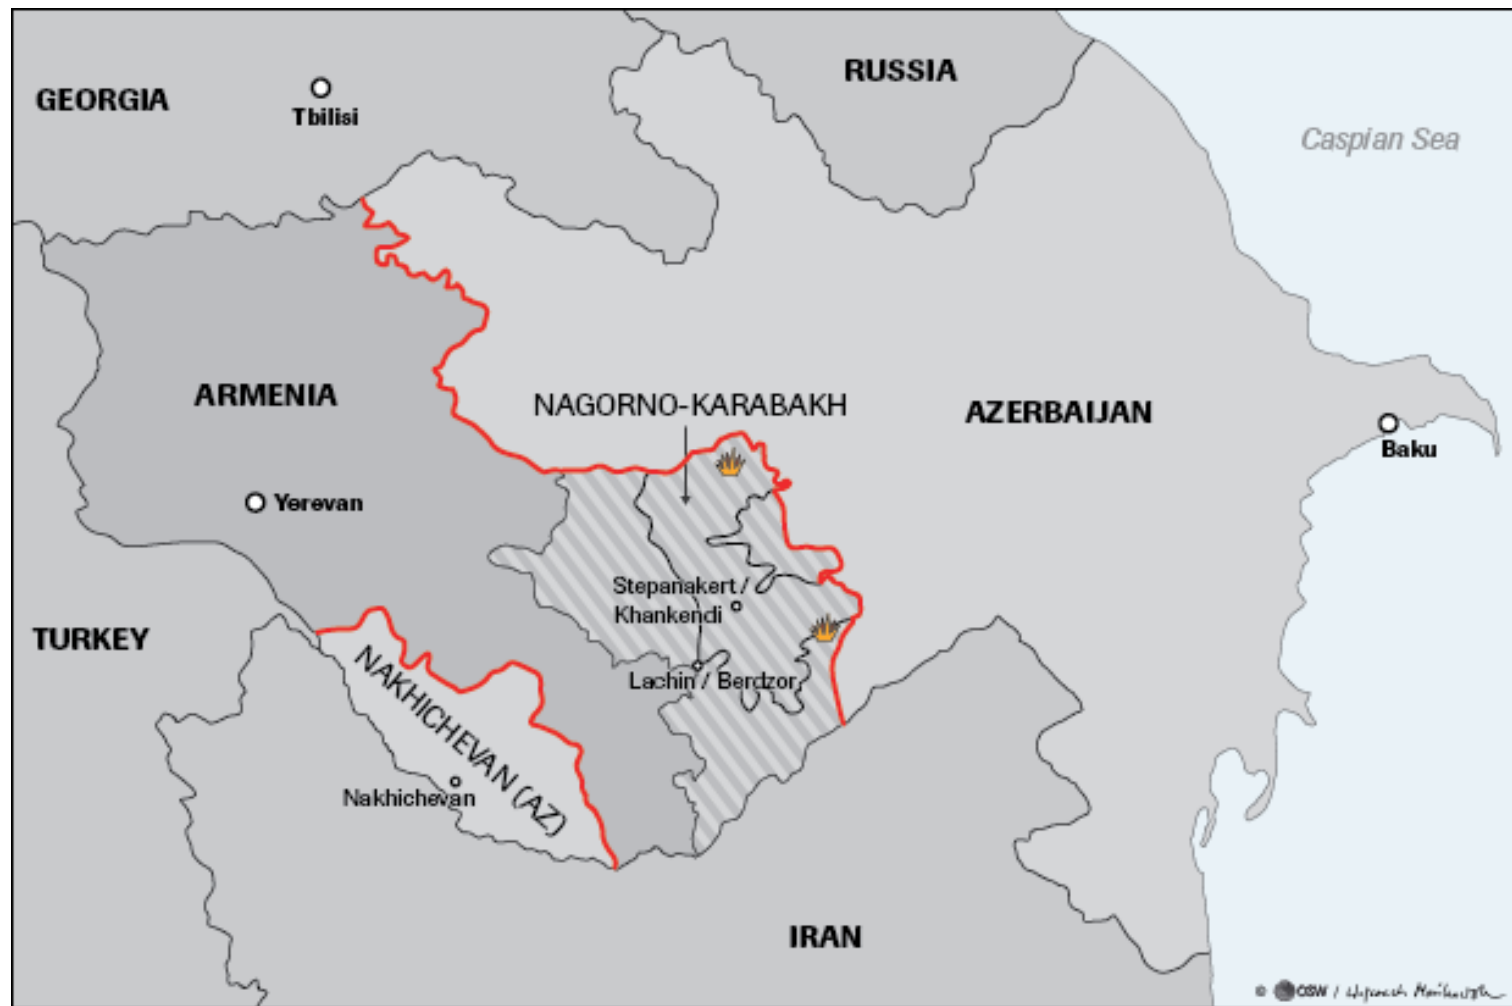 GEORGIA
Tbilisi
RUSSIA
Caspian Sea
ARMENIA
NAGORNO-KARABAKH
AZERBAIJAN
Baku
Yerevan
Stepanakert /
Khankendi
TURKEY
Lachin / Berdzor
NAKHICHEVAN (AZ)
Nakhichevan
IRAN
© OSW /